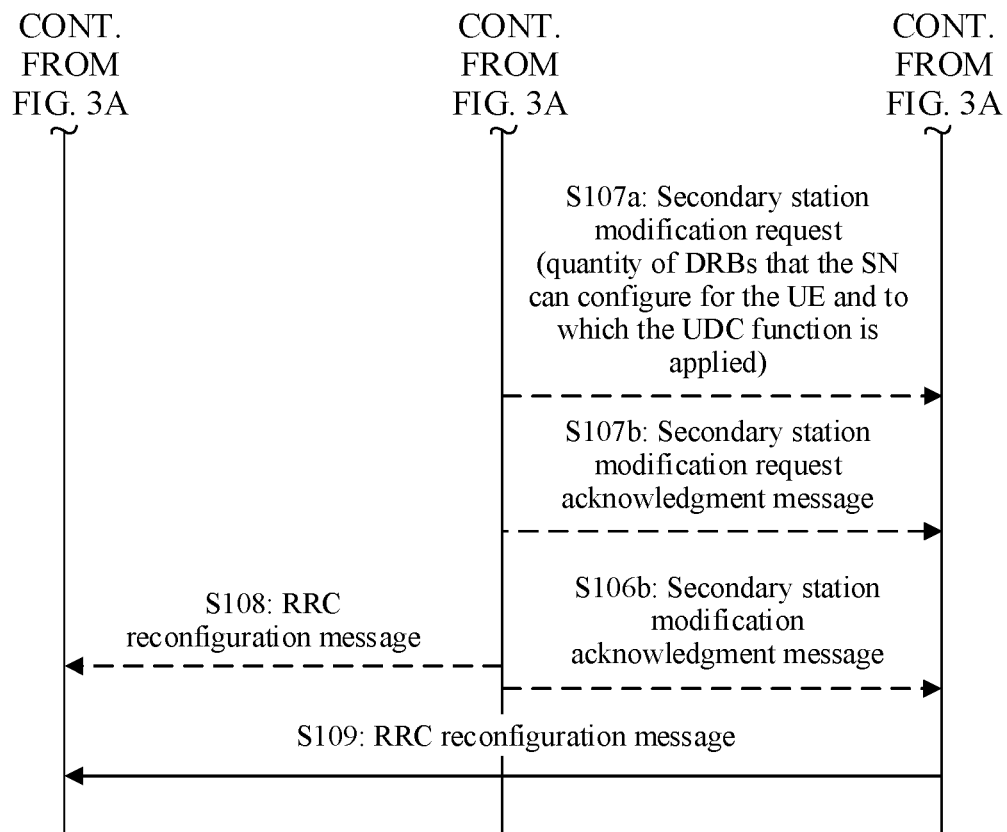 CONT.
FROM
FIG. 3A
CONT.
FROM
FIG. 3A
CONT.
FROM
FIG. 3A
S107a: Secondary station
modification request
(quantity of DRBs that the SN
can configure for the UE and to
which the UDC function is
applied)
S107b: Secondary station
modification request
acknowledgment message
S108: RRC
reconfiguration message
S106b: Secondary station
modification
acknowledgment message
S109: RRC reconfiguration message